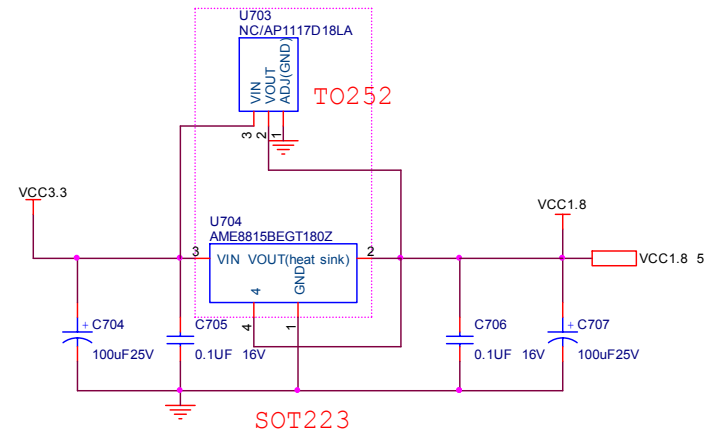 U703
NC/AP1117D18LA
VIN
VOUT
ADJ(GND)
TO252
3
2
1
VCC3.3
VCC1.8
U704
AME8815BEGT180Z
3
VIN VOUT(heat sink)
2
VCC1.8 5
4
GND
4
1
+ C704
100uF25V
C705
0.1UF 16V
C706
0.1UF 16V
+ C707
100uF25V
SOT223